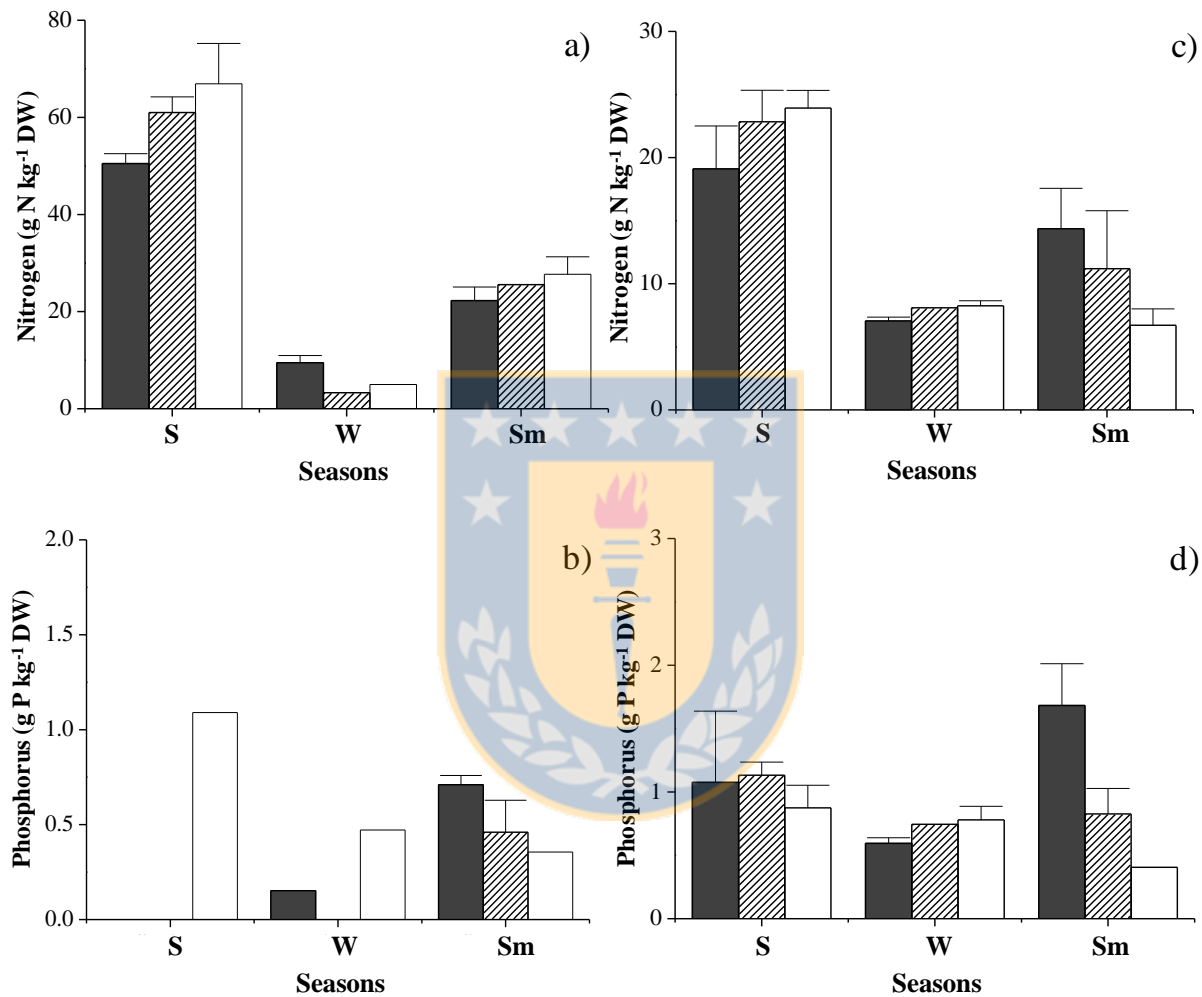 a)
Nitrogen (g N kg⁻¹ DW)
80
60
40
20
0
S W Sm
Seasons
c)
Nitrogen (g N kg⁻¹ DW)
30
20
10
0
S W Sm
Seasons
b)
Phosphorus (g P kg⁻¹ DW)
2.0
1.5
1.0
0.5
0.0
S W Sm
Seasons
d)
Phosphorus (g P kg⁻¹ DW)
3
2
1
0
S W Sm
Seasons